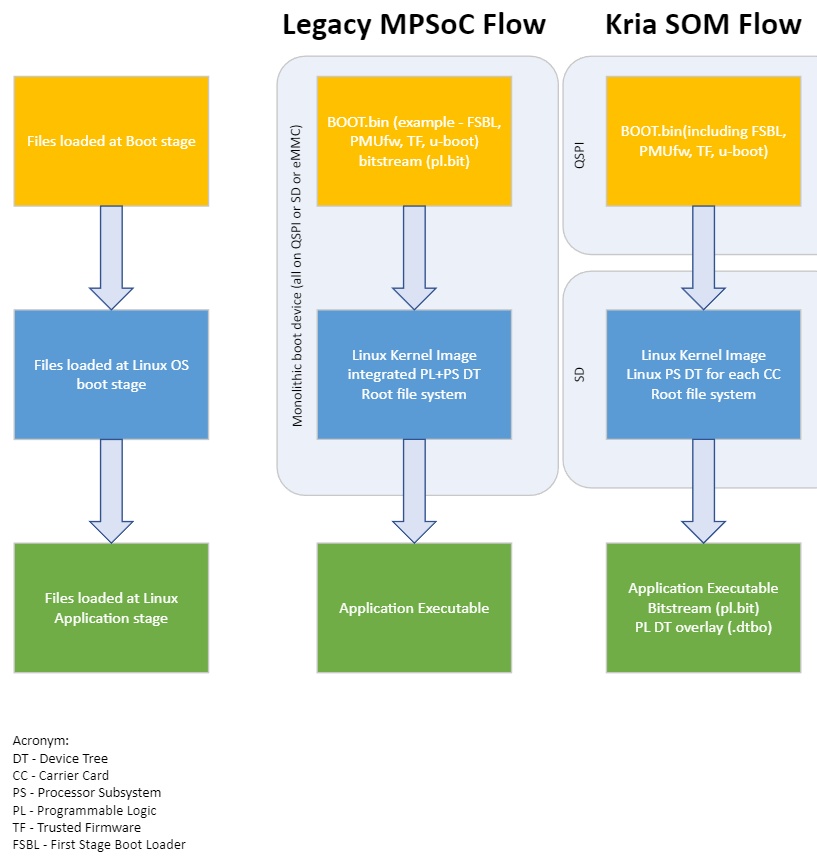 Legacy MPSoC Flow
Kria SOM Flow
Files loaded at Boot stage
Monolithic boot device (all on QSPI or SD or eMMC)
BOOT.bin (example - FSBL,
PMUfw, TF, u-boot)
bitstream (pl.bit)
QSPI
BOOT.bin(including FSBL,
PMUfw, TF, u-boot)
Files loaded at Linux OS
boot stage
Linux Kernel Image
integrated PL+PS DT
Root file system
SD
Linux Kernel Image
Linux PS DT for each CC
Root file system
Files loaded at Linux
Application stage
Application Executable
Application Executable
Bitstream (pl.bit)
PL DT overlay (.dtbo)
Acronym:
DT - Device Tree
CC - Carrier Card
PS - Processor Subsystem
PL - Programmable Logic
TF - Trusted Firmware
FSBL - First Stage Boot Loader